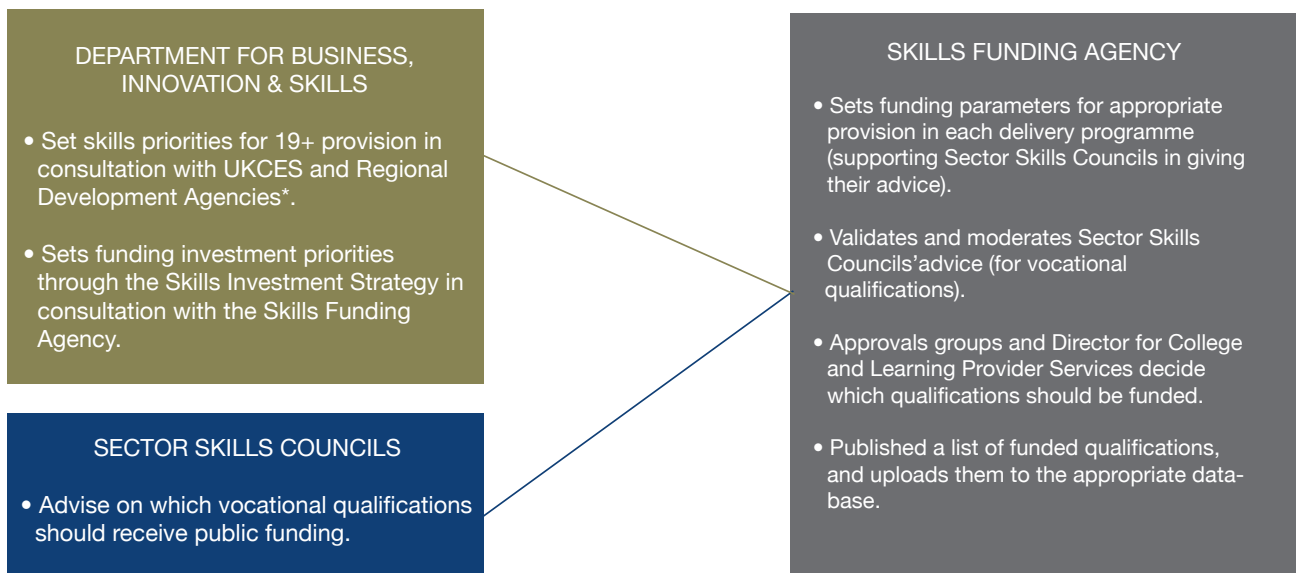 DEPARTMENT FOR BUSINESS,
INNOVATION & SKILLS
• Set skills priorities for 19+ provision in
consultation with UKCES and Regional
Development Agencies*.
• Sets funding investment priorities
through the Skills Investment Strategy in
consultation with the Skills Funding
Agency.
SECTOR SKILLS COUNCILS
• Advise on which vocational qualifications
should receive public funding.
SKILLS FUNDING AGENCY
• Sets funding parameters for appropriate
provision in each delivery programme
(supporting Sector Skills Councils in giving
their advice).
• Validates and moderates Sector Skills
Councils’advice (for vocational
qualifications).
• Approvals groups and Director for College
and Learning Provider Services decide
which qualifications should be funded.
• Published a list of funded qualifications,
and uploads them to the appropriate data-
base.